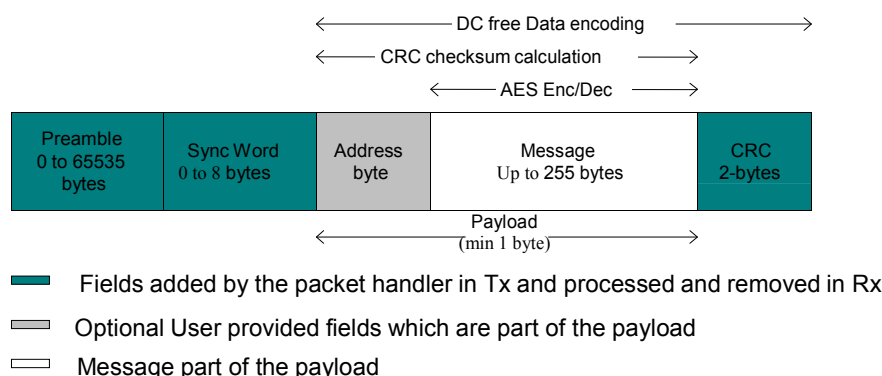 DC free Data encoding
CRC checksum calculation
AES Enc/Dec
Preamble
0 to 65535
bytes
Sync Word
0 to 8 bytes
Address
byte
Message
Up to 255 bytes
CRC
2-bytes
Payload
(min 1 byte)
Fields added by the packet handler in Tx and processed and removed in Rx
Optional User provided fields which are part of the payload
Message part of the payload